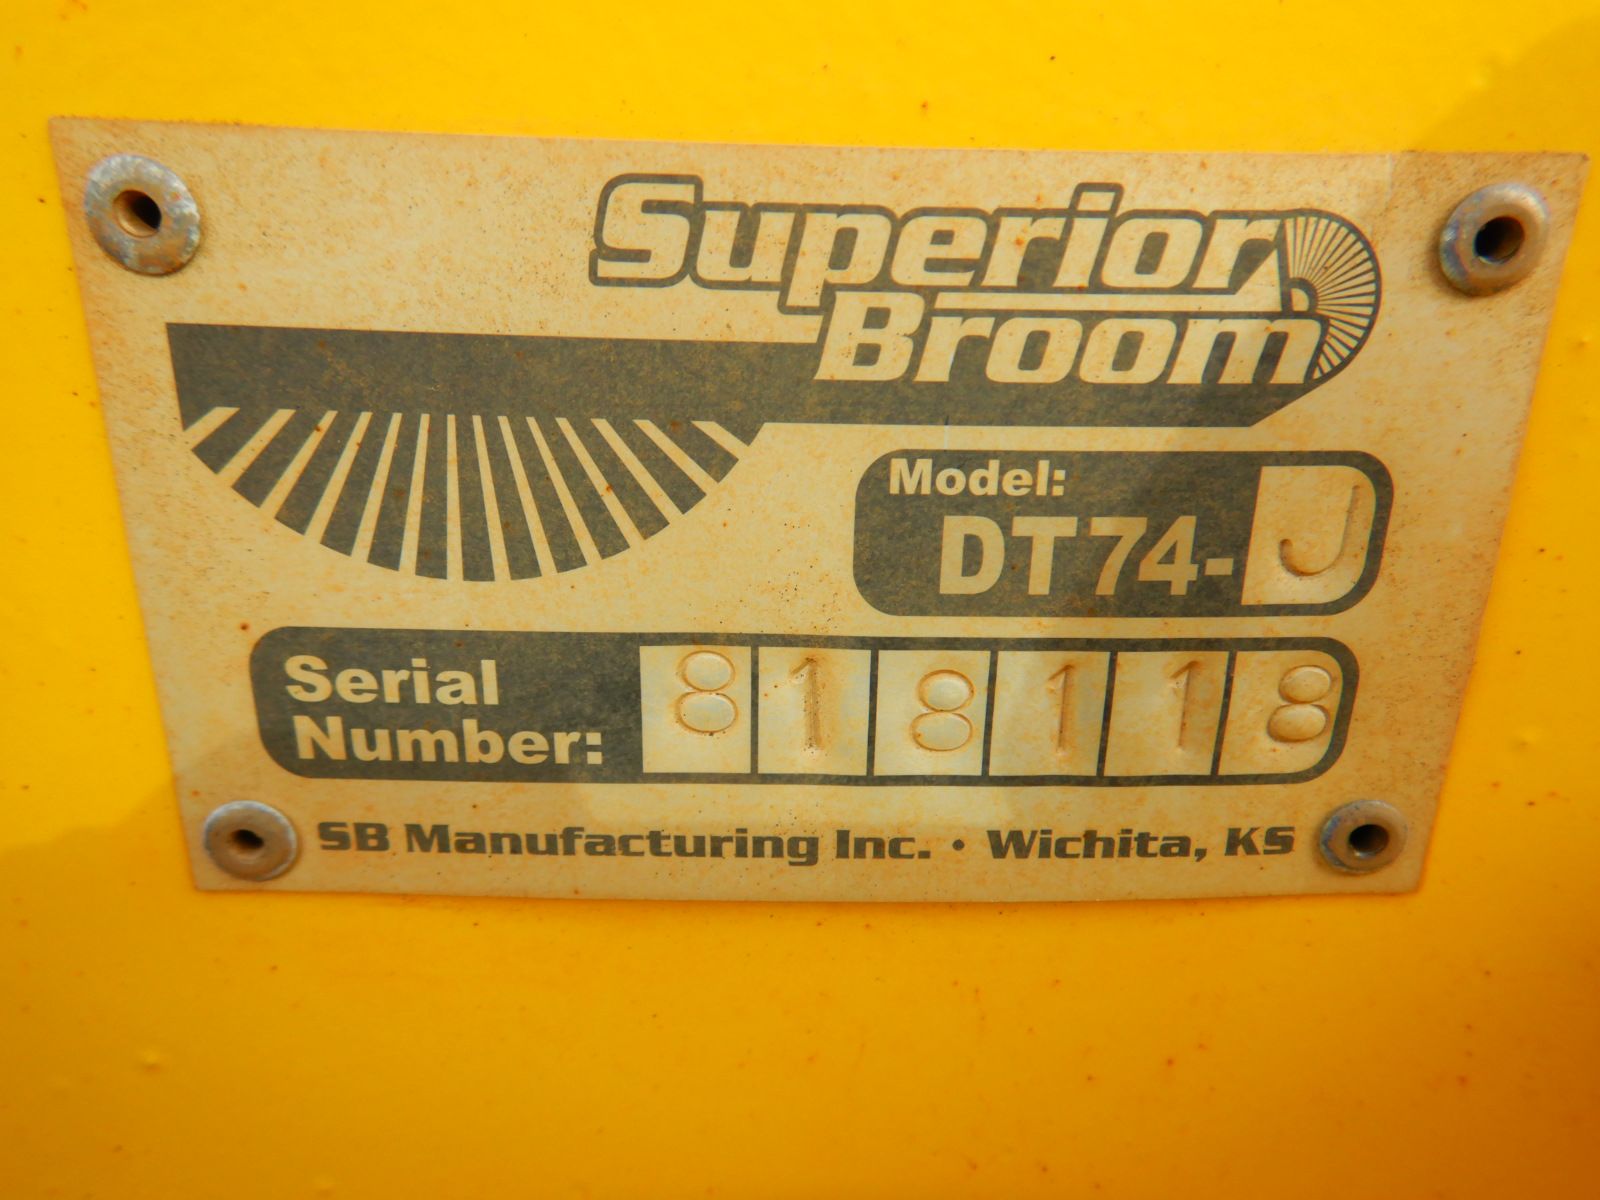 Superior
Broom
Model:
DT74-J
Serial
Number: 818118
SB Manufacturing Inc. • Wichita, KS